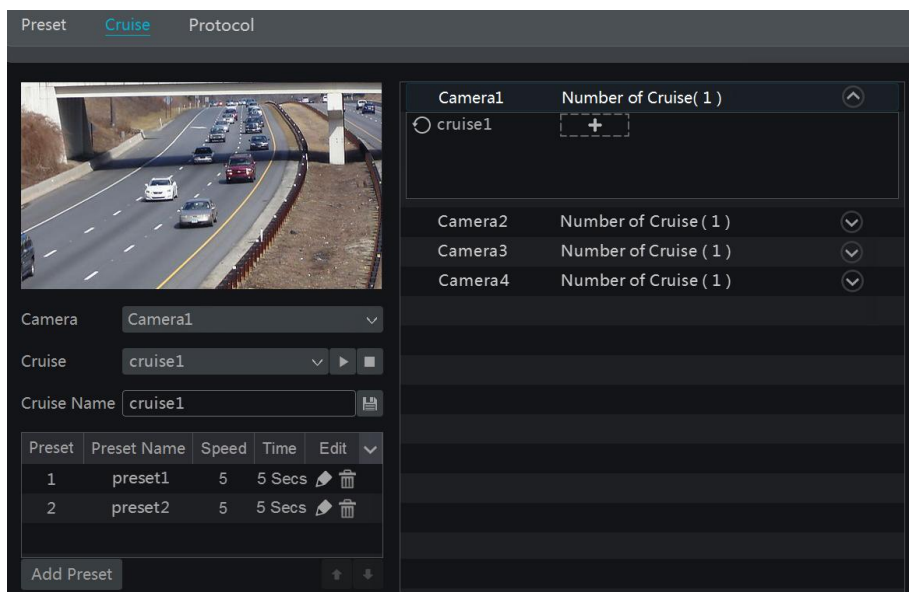 Preset Cruise Protocol
Camera1 Number of Cruise( 1 )
cruise1
Camera2 Number of Cruise ( 1 )
Camera3 Number of Cruise ( 1 )
Camera4 Number of Cruise ( 1 )
Camera Camera1
Cruise cruise1
Cruise Name cruise1
Preset Preset Name Speed Time Edit
1 preset1 5 5 Secs
2 preset2 5 5 Secs
Add Preset